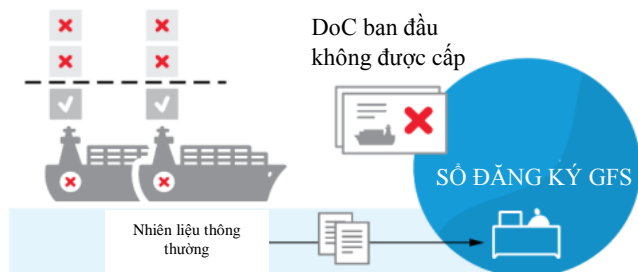 DoC ban đầu
không được cấp
SỔ ĐĂNG KÝ GFS
Nhiên liệu thông
thường